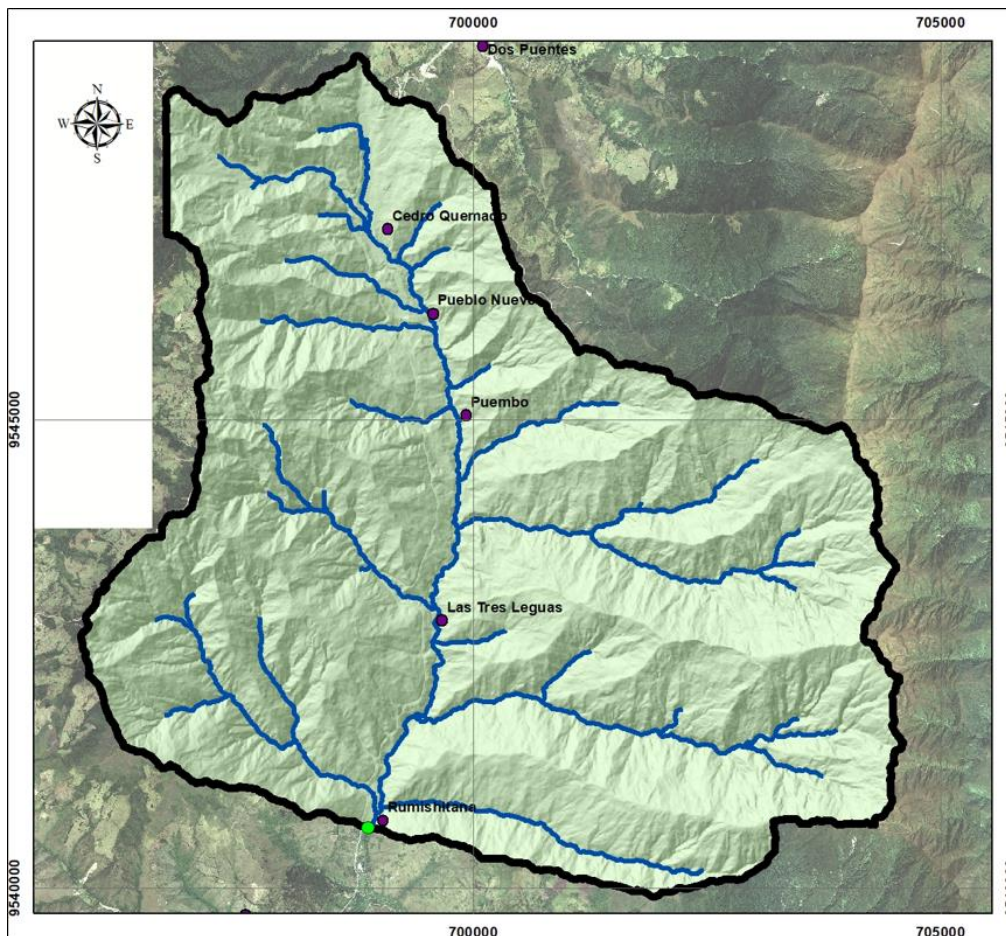 700000
705000
Dos Puentes
N
W
E
S
Cedro Quemado
Pueblo Nuevo
Puembo
9545000
Las Tres Leguas
Rumishitana
9540000
700000
705000